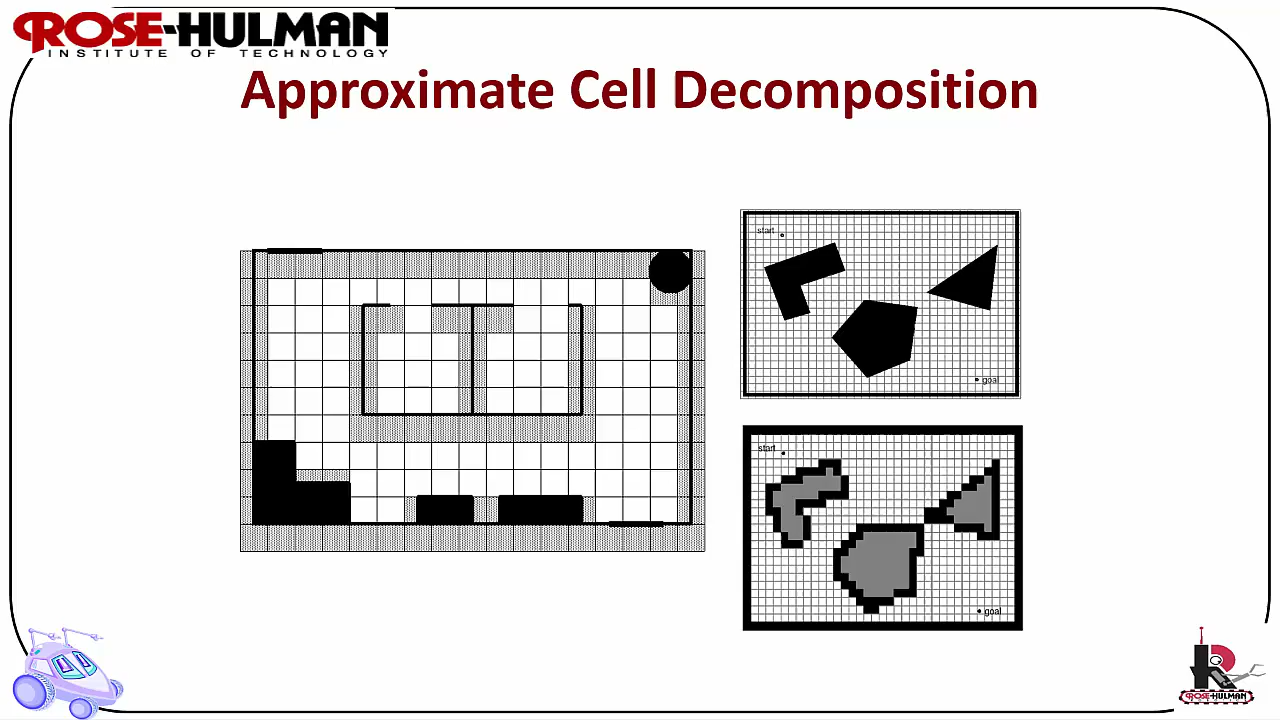 ROSE-HULMAN
INSTITUTE OF TECHNOLOGY
Approximate Cell Decomposition
start
goal
start
goal
ROSE-HULMAN